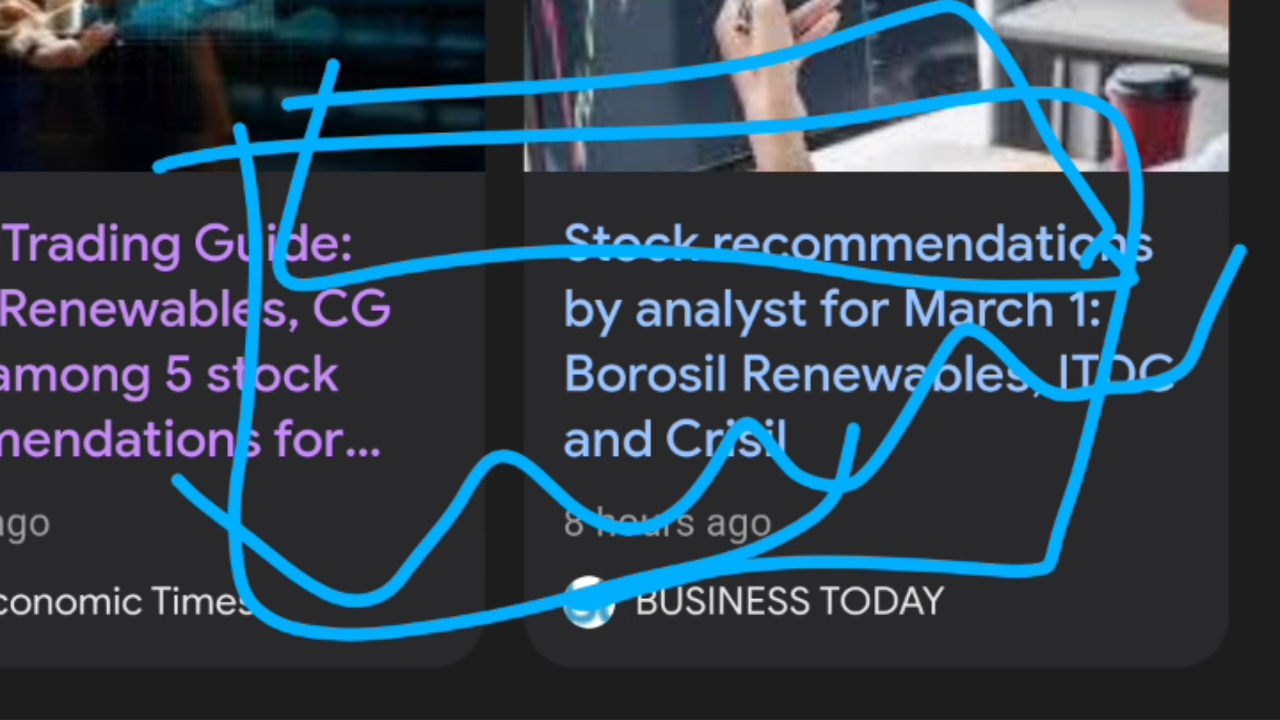 Trading Guide:
Renewables, CG
among 5 stock
mendations for...
ago
conomic Times
Stock recommendations
by analyst for March 1:
Borosil Renewables, ITDC
and Crisil
8 hours ago
BUSINESS TODAY